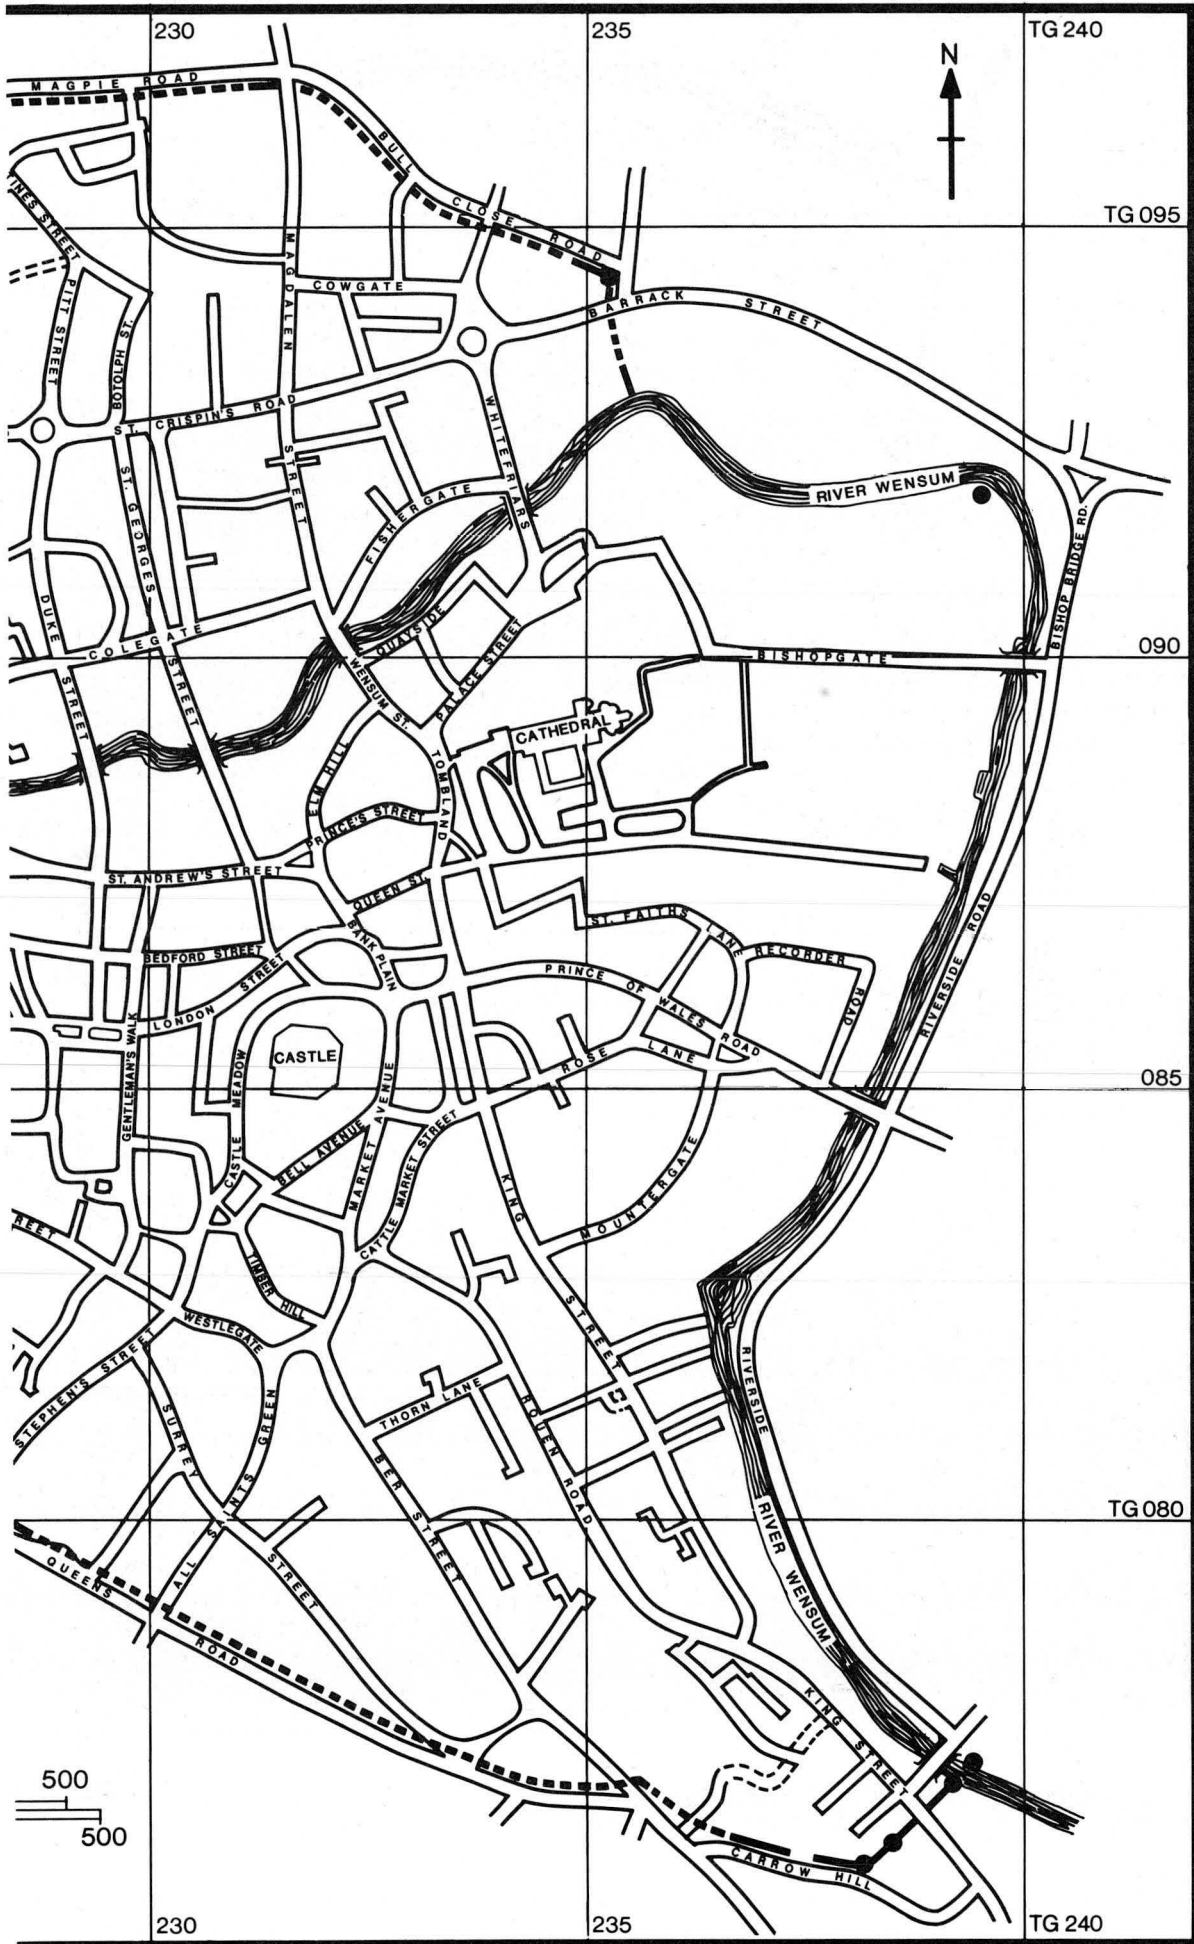 230
235
TG 240
N
MAGPIE ROAD
BULL CLOSE ROAD
TG 095
TINES STREET
PITT STREET
BOTOLPH ST.
MAGDALEN STREET
COWGATE
BARRACK STREET
ST. CRISPIN'S ROAD
WHITEFRIARS
ST. GEORGES STREET
FISHERGATE
RIVER WENSUM
BISHOP BRIDGE RD.
DUKE STREET
COLEGATE
QUAYSIDE
WENSUM ST.
PALACE STREET
BISHOPGATE
090
CATHEDRAL
ELM HILL
TOMBLAND
PRINCE'S STREET
ST. ANDREW'S STREET
QUEEN ST.
BANK PLAIN
ST. FAITHS LANE
RECORDER ROAD
RIVERSIDE ROAD
BEDFORD STREET
LONDON STREET
GENTLEMAN'S WALK
PRINCE OF WALES ROAD
CASTLE
CASTLE MEADOW
ROSE LANE
085
BELL AVENUE
MARKET AVENUE
CATTLE MARKET STREET
KING STREET
MOUNTERGATE
REET
TIMBER HILL
WESTLEGATE
STEPHEN'S STREET
SURREY STREET
ALL SAINTS GREEN
THORN LANE
ROUEN ROAD
RIVERSIDE
BER STREET
TG 080
RIVER WENSUM
QUEENS ROAD
KING STREET
500
500
CARROW HILL
230
235
TG 240